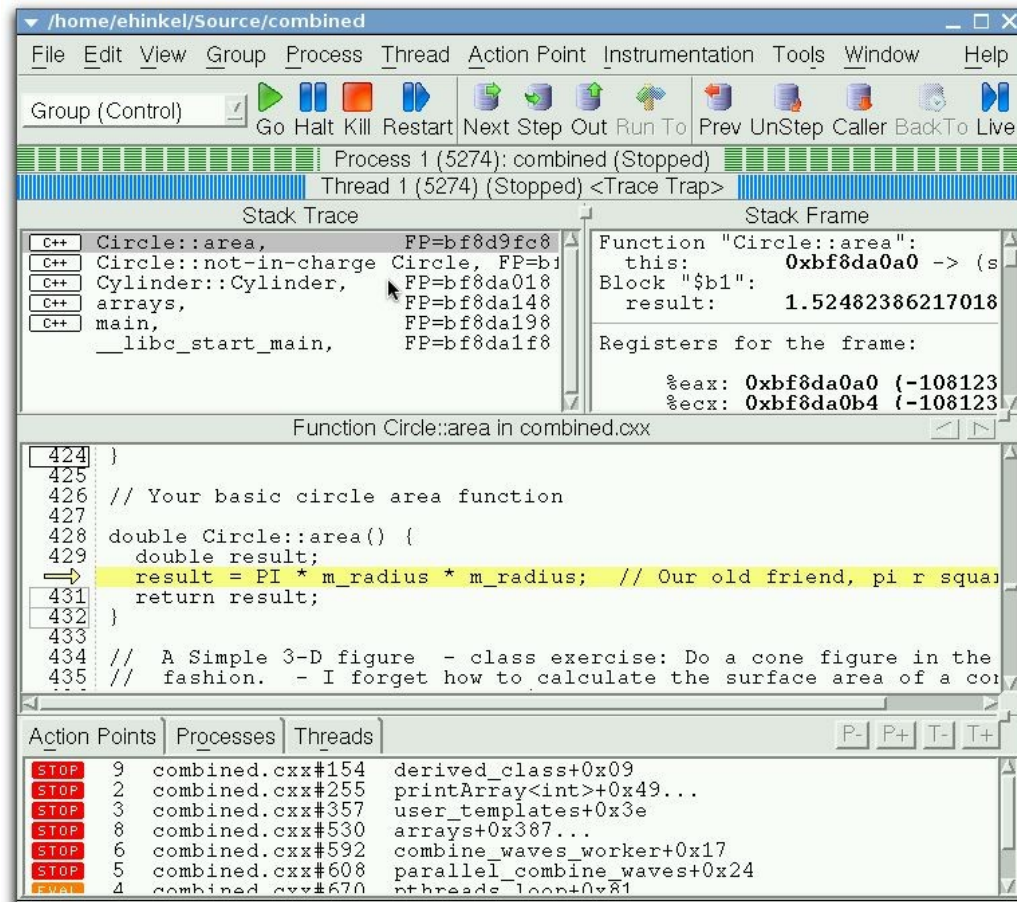 /home/ehinkel/Source/combined
File Edit View Group Process Thread Action Point Instrumentation Tools Window Help
Group (Control)
Go Halt Kill Restart Next Step Out Run To Prev UnStep Caller BackTo Live
Process 1 (5274): combined (Stopped)
Thread 1 (5274) (Stopped) <Trace Trap>
Stack Trace
C++ Circle::area, FP=bf8d9fc8
C++ Circle::not-in-charge Circle, FP=b
C++ Cylinder::Cylinder, FP=bf8da018
C++ arrays, FP=bf8da148
C++ main, FP=bf8da198
__libc_start_main, FP=bf8da1f8
Stack Frame
Function "Circle::area":
this: 0xbf8da0a0 -> (s
Block "$b1":
result: 1.52482386217018
Registers for the frame:
%eax: 0xbf8da0a0 (-108123
%ecx: 0xbf8da0b4 (-108123
Function Circle::area in combined.cxx
424 }
425
426 // Your basic circle area function
427
428 double Circle::area() {
429 double result;
result = PI * m_radius * m_radius; // Our old friend, pi r squa
431 return result;
432 }
433
434 // A Simple 3-D figure - class exercise: Do a cone figure in the
435 // fashion. - I forget how to calculate the surface area of a co
Action Points Processes Threads P- P+ T- T+
STOP 9 combined.cxx#154 derived_class+0x09
STOP 2 combined.cxx#255 printArray<int>+0x49...
STOP 3 combined.cxx#357 user_templates+0x3e
STOP 8 combined.cxx#530 arrays+0x387...
STOP 6 combined.cxx#592 combine_waves_worker+0x17
STOP 5 combined.cxx#608 parallel_combine_waves+0x24
EVAL 4 combined.cxx#670 pthreads_loop+0x81